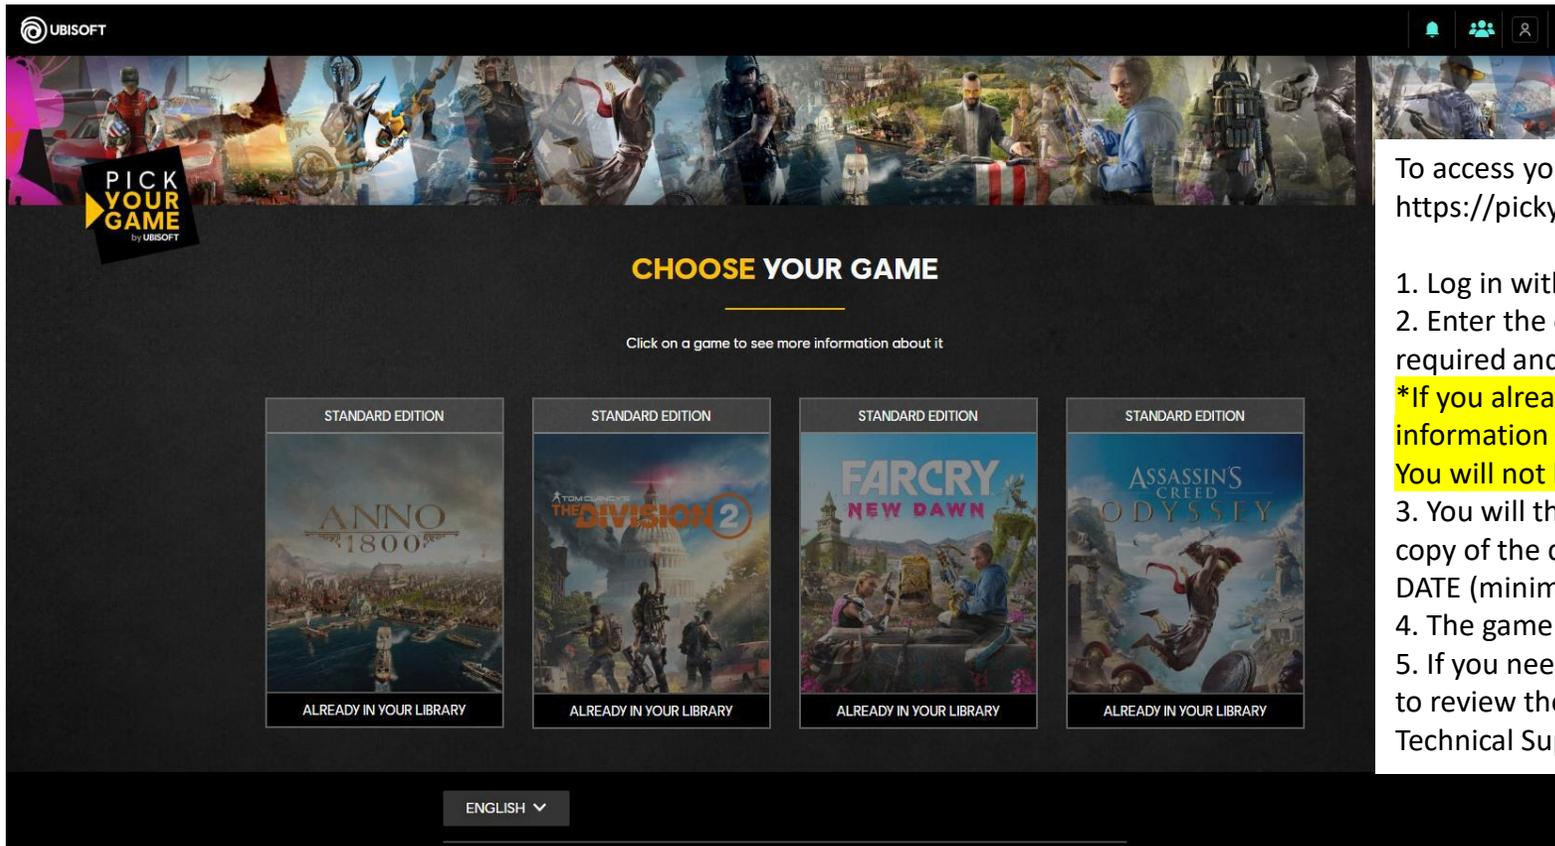 UBISOFT
PICK
YOUR
GAME
by UBISOFT
CHOOSE YOUR GAME
Click on a game to see more information about it
STANDARD EDITION
ANNO
1800
ALREADY IN YOUR LIBRARY
STANDARD EDITION
TOM CLANCY'S
THE DIVISION 2
ALREADY IN YOUR LIBRARY
STANDARD EDITION
FARCRY
NEW DAWN
ALREADY IN YOUR LIBRARY
STANDARD EDITION
ASSASSIN'S
CREED
ODYSSEY
ALREADY IN YOUR LIBRARY
ENGLISH
To access yo
https://picky
1. Log in with
2. Enter the
required and
*If you alrea
information
You will not
3. You will th
copy of the
DATE (minim
4. The game
5. If you nee
to review the
Technical Su